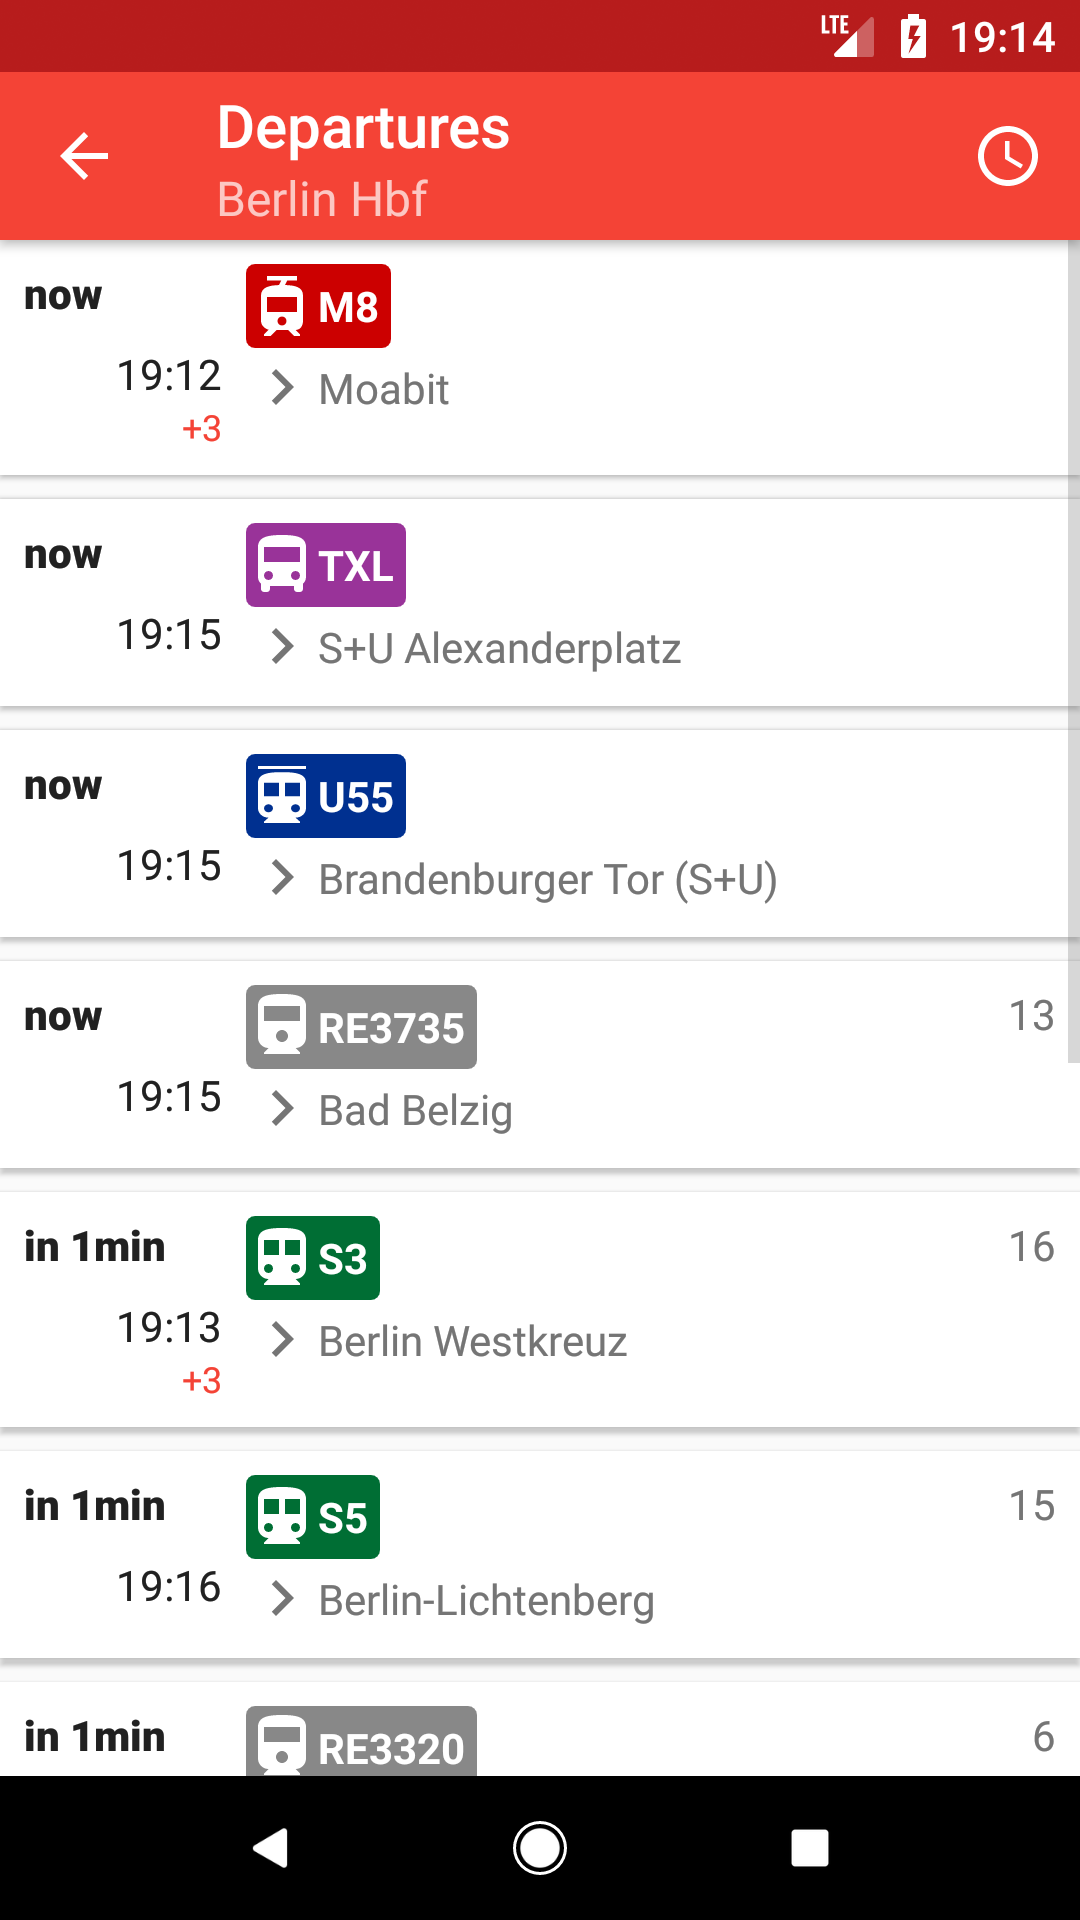 LTE 19:14
Departures
Berlin Hbf
now M8
19:12 Moabit
+3
now TXL
19:15 S+U Alexanderplatz
now U55
19:15 Brandenburger Tor (S+U)
now RE3735 13
19:15 Bad Belzig
in 1min S3 16
19:13 Berlin Westkreuz
+3
in 1min S5 15
19:16 Berlin-Lichtenberg
in 1min RE3320 6